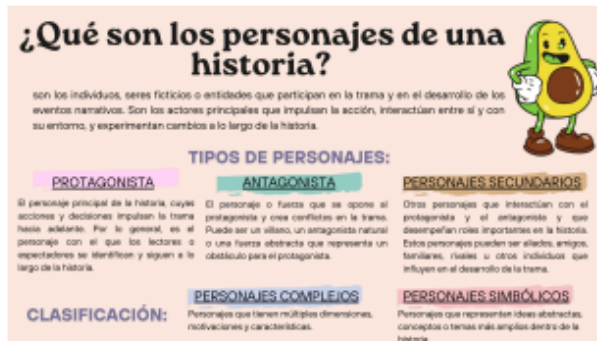 ¿Qué son los personajes de una
historia?
son los individuos, seres ficticios o entidades que participan en la trama y en el desarrollo de los
eventos narrativos. Son los actores principales que impulsan la acción, interactúan entre sí y con
su entorno, y experimentan cambios a lo largo de la historia.
TIPOS DE PERSONAJES:
PROTAGONISTA
El personaje principal de la historia, cuyas
acciones y decisiones impulsan la trama
hacia adelante. Por lo general, es el
personaje con el que los lectores o
espectadores se identifican y siguen a lo
largo de la historia.
ANTAGONISTA
El personaje o fuerza que se opone al
protagonista y crea conflictos en la trama.
Puede ser un villano, un antagonista natural
o una fuerza abstracta que representa un
obstáculo para el protagonista.
PERSONAJES SECUNDARIOS
Otros personajes que interactúan con el
protagonista y el antagonista y que
desempeñan roles importantes en la historia.
Estos personajes pueden ser aliados, amigos,
familiares, rivales u otros individuos que
influyen en el desarrollo de la trama.
CLASIFICACIÓN:
PERSONAJES COMPLEJOS
Personajes que tienen múltiples dimensiones,
motivaciones y características.
PERSONAJES SIMBÓLICOS
Personajes que representan ideas abstractas,
conceptos o temas más amplios dentro de la
historia.